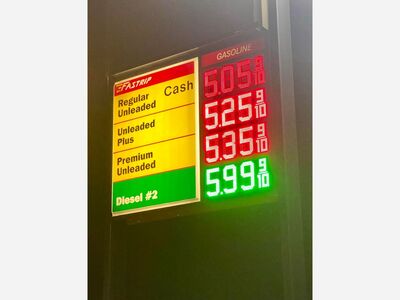 GASOLINE
FASTRIP
Regular Cash
Unleaded
5.05 9/10
Unleaded
Plus
5.25 9/10
Premium
Unleaded
5.35 9/10
Diesel #2
5.99 9/10